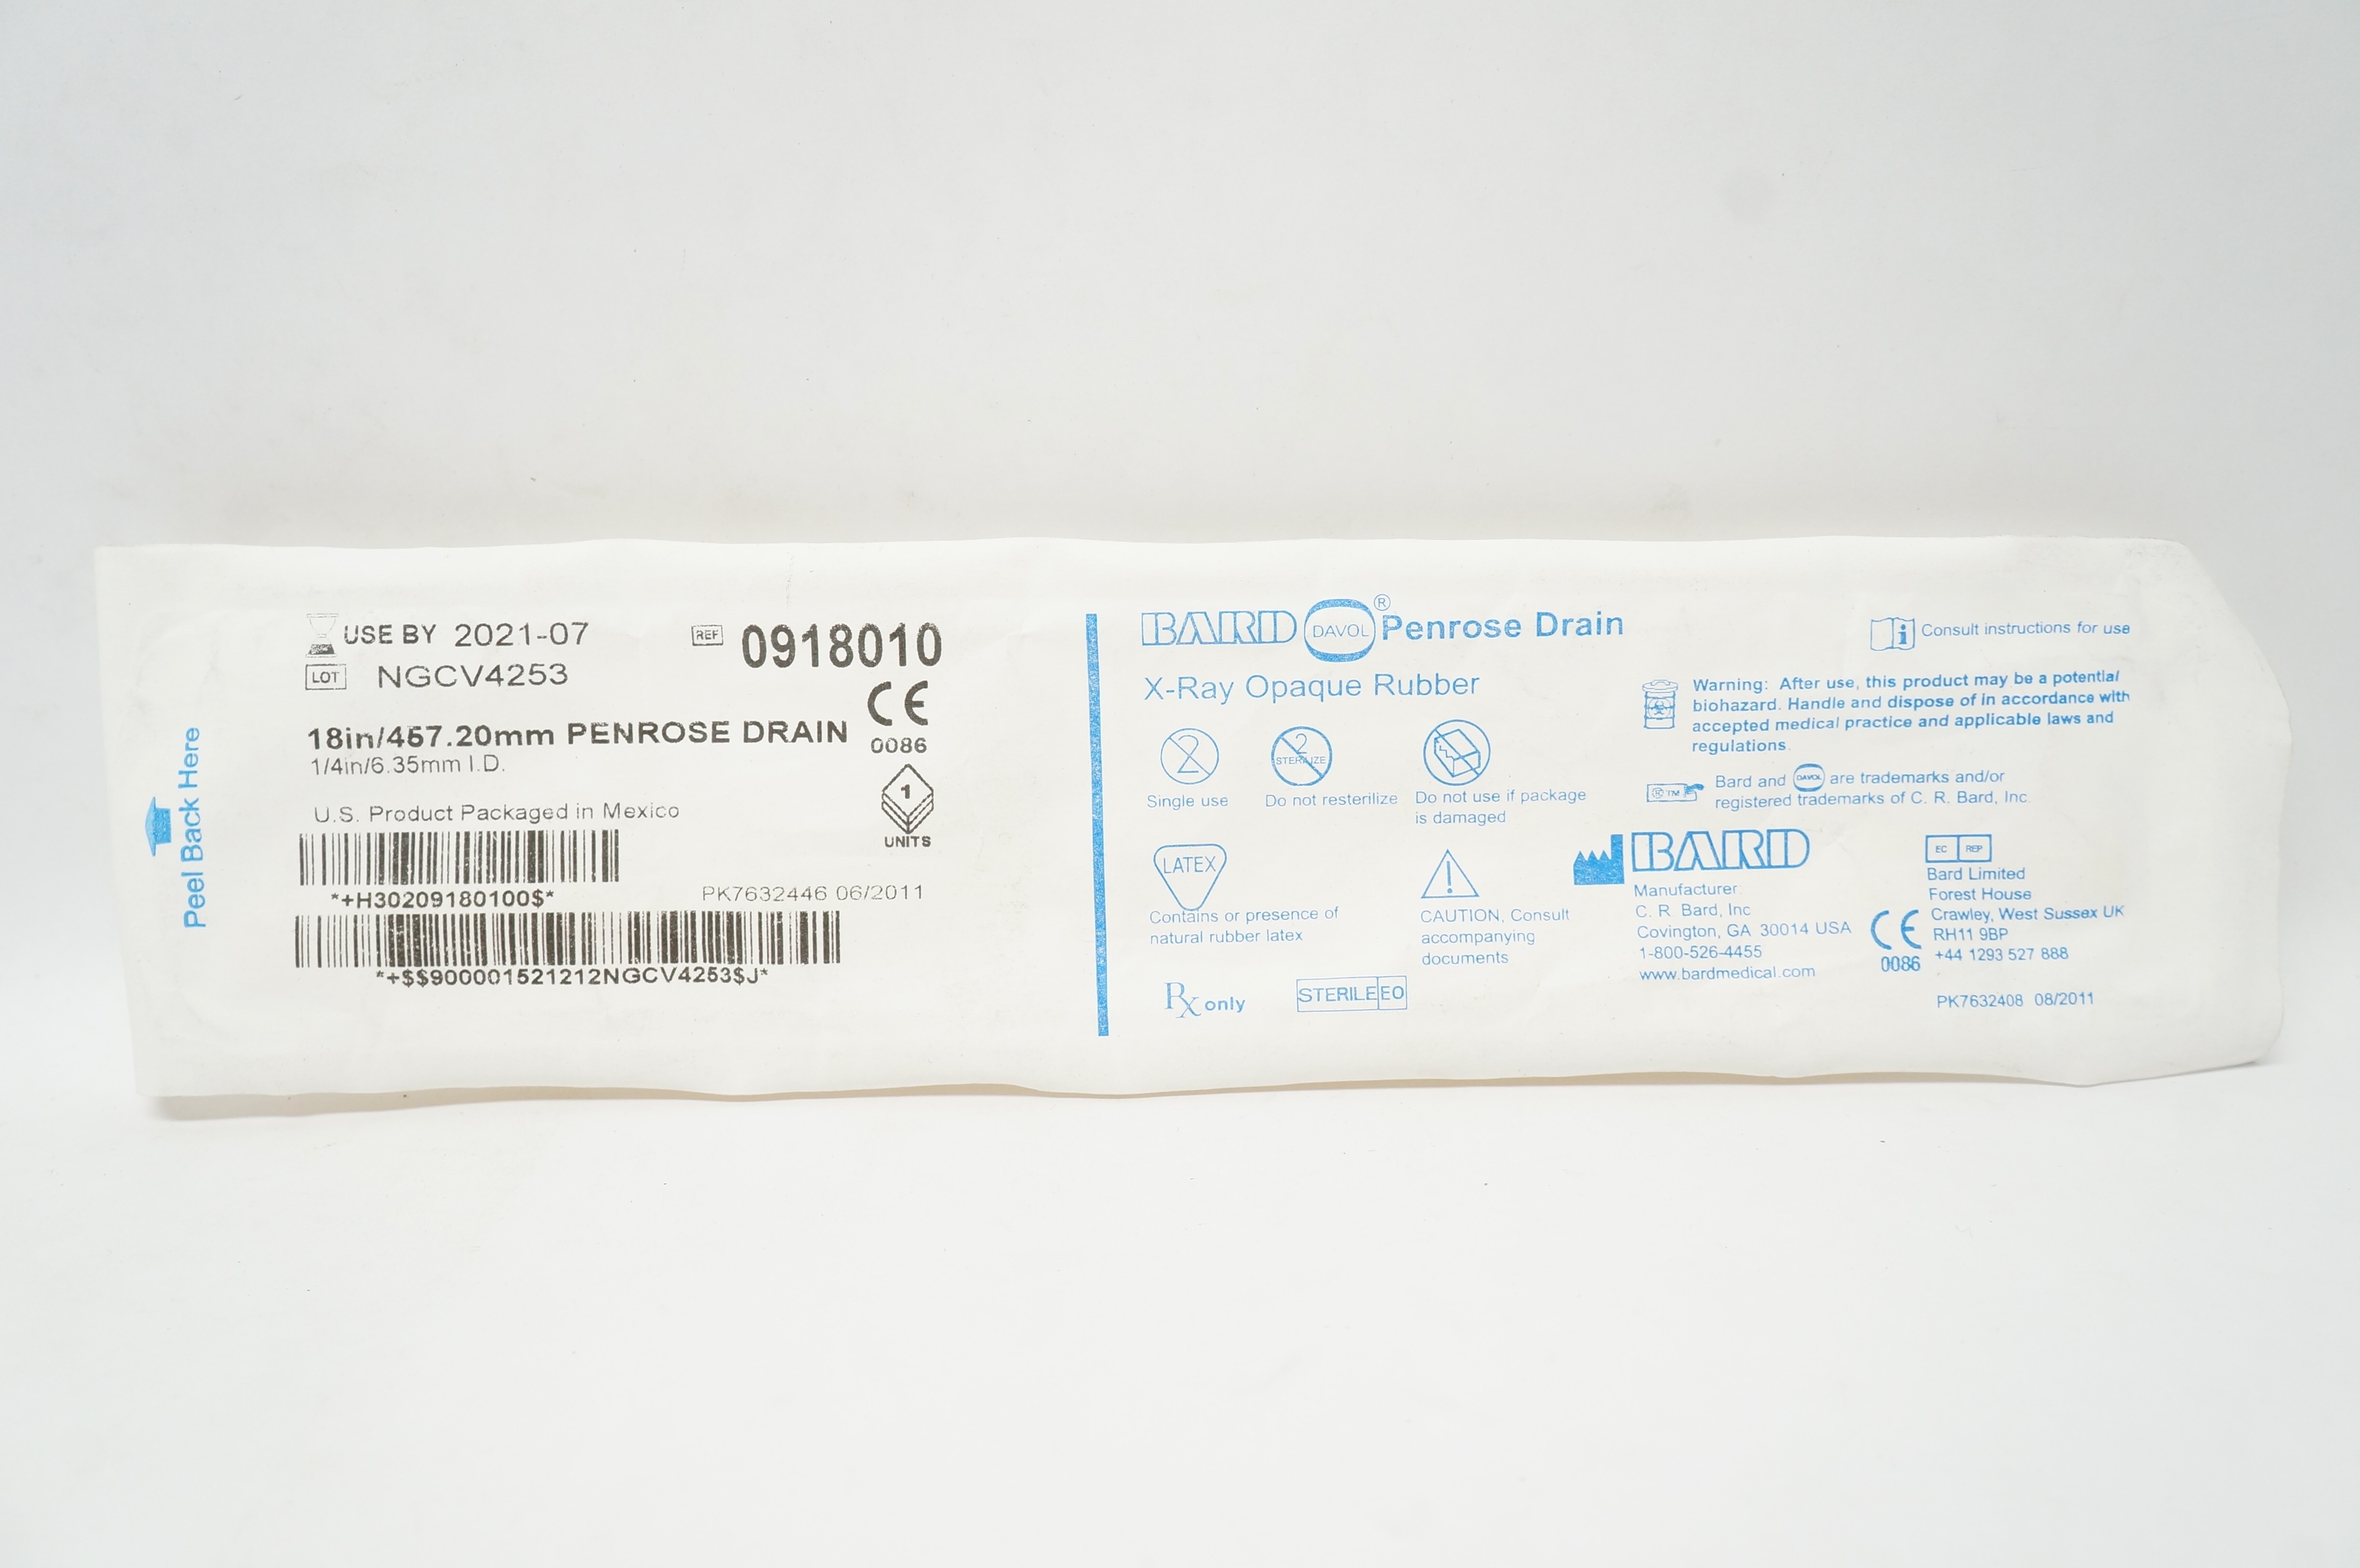 Peel Back Here
USE BY 2021-07
REF 0918010
LOT NGCV4253
CE
0086
18in/457.20mm PENROSE DRAIN
1/4in/6.35mm I.D.
1
UNITS
U.S. Product Packaged in Mexico
*+H30209180100$*
PK7632446 06/2011
*+$$900001521212NGCV4253$J*
BARD DAVOL® Penrose Drain
X-Ray Opaque Rubber
2
Single use
2
STERILIZE
Do not resterilize
Do not use if package
is damaged
LATEX
Contains or presence of
natural rubber latex
!
CAUTION, Consult
accompanying
documents
Rx only
STERILE EO
i Consult instructions for use
Warning: After use, this product may be a potential
biohazard. Handle and dispose of in accordance with
accepted medical practice and applicable laws and
regulations.
® TM
Bard and DAVOL are trademarks and/or
registered trademarks of C. R. Bard, Inc.
BARD
Manufacturer:
C. R. Bard, Inc
Covington, GA 30014 USA
1-800-526-4455
www.bardmedical.com
CE
0086
EC REP
Bard Limited
Forest House
Crawley, West Sussex UK
RH11 9BP
+44 1293 527 888
PK7632408 08/2011